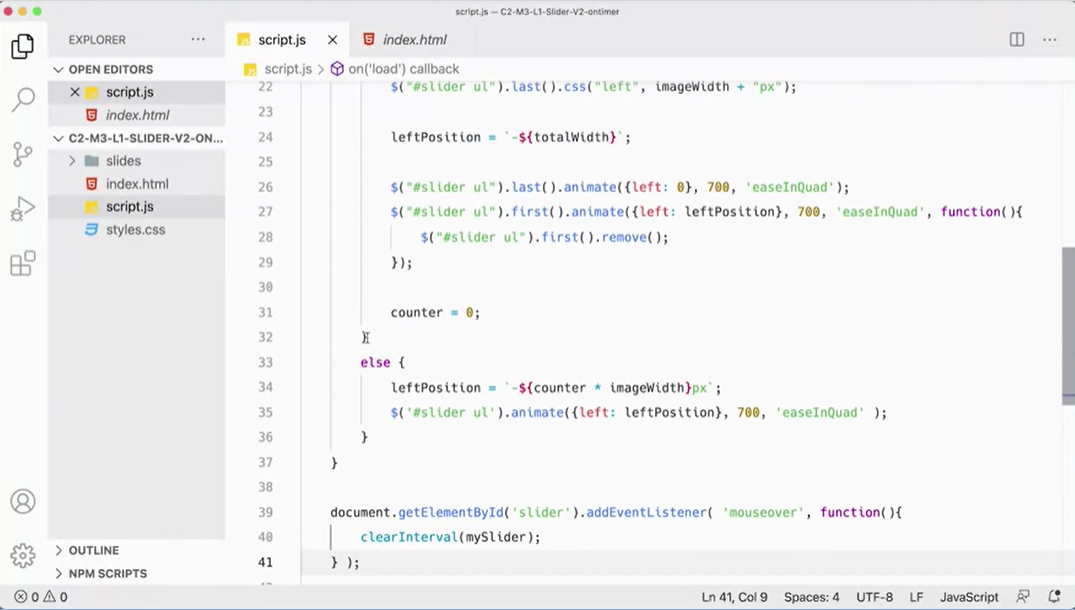 script.js — C2-M3-L1-Slider-V2-ontimer
EXPLORER ···
script.js × index.html ···
script.js > on('load') callback
OPEN EDITORS
× script.js
index.html
C2-M3-L1-SLIDER-V2-ON...
slides
index.html
script.js
styles.css
OUTLINE
NPM SCRIPTS
22 $("#slider ul").last().css("left", imageWidth + "px");
23
24 leftPosition = `-${totalWidth}`;
25
26 $("#slider ul").last().animate({left: 0}, 700, 'easeInQuad');
27 $("#slider ul").first().animate({left: leftPosition}, 700, 'easeInQuad', function(){
28 $("#slider ul").first().remove();
29 });
30
31 counter = 0;
32 }
33 else {
34 leftPosition = `-${counter * imageWidth}px`;
35 $('#slider ul').animate({left: leftPosition}, 700, 'easeInQuad' );
36 }
37 }
38
39 document.getElementById('slider').addEventListener( 'mouseover', function(){
40 clearInterval(mySlider);
41 } );
0 0 Ln 41, Col 9 Spaces: 4 UTF-8 LF JavaScript